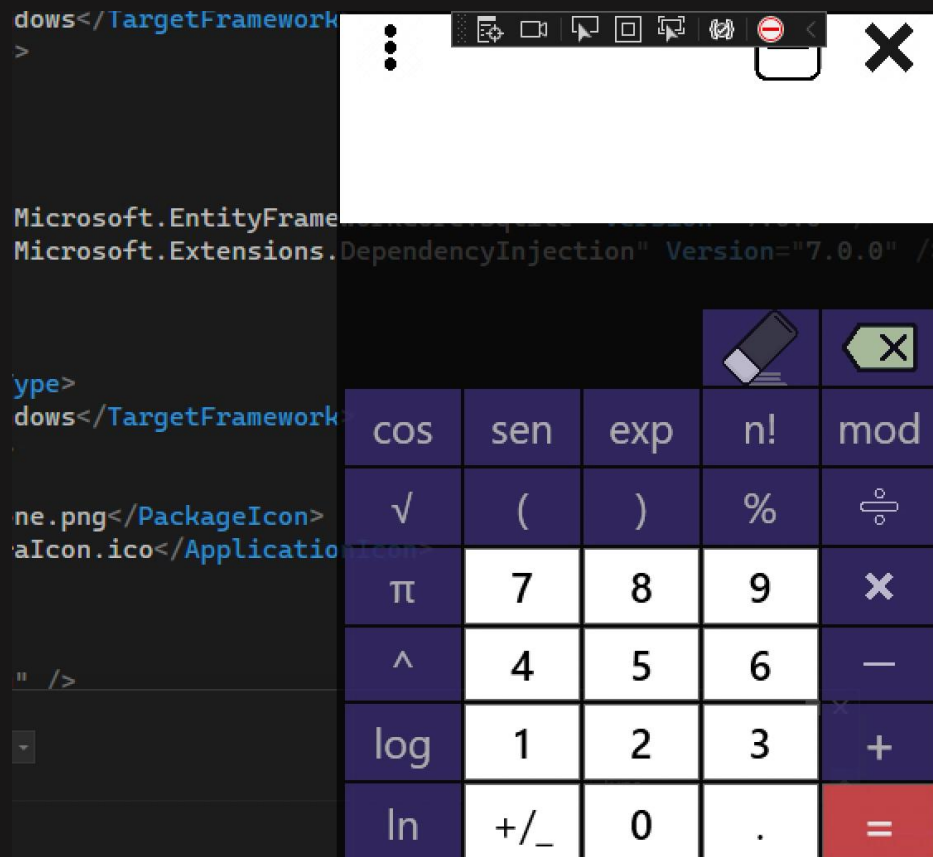 dows</TargetFramework
>
Microsoft.EntityFrame
Microsoft.Extensions.DependencyInjection" Version="7.0.0" /
ype>
dows</TargetFramework>
cos sen exp n! mod
√ ( ) % ÷
ne.png</PackageIcon>
aIcon.ico</ApplicationIcon>
π 7 8 9 ×
^ 4 5 6 −
" />
log 1 2 3 +
ln +/_ 0 . =